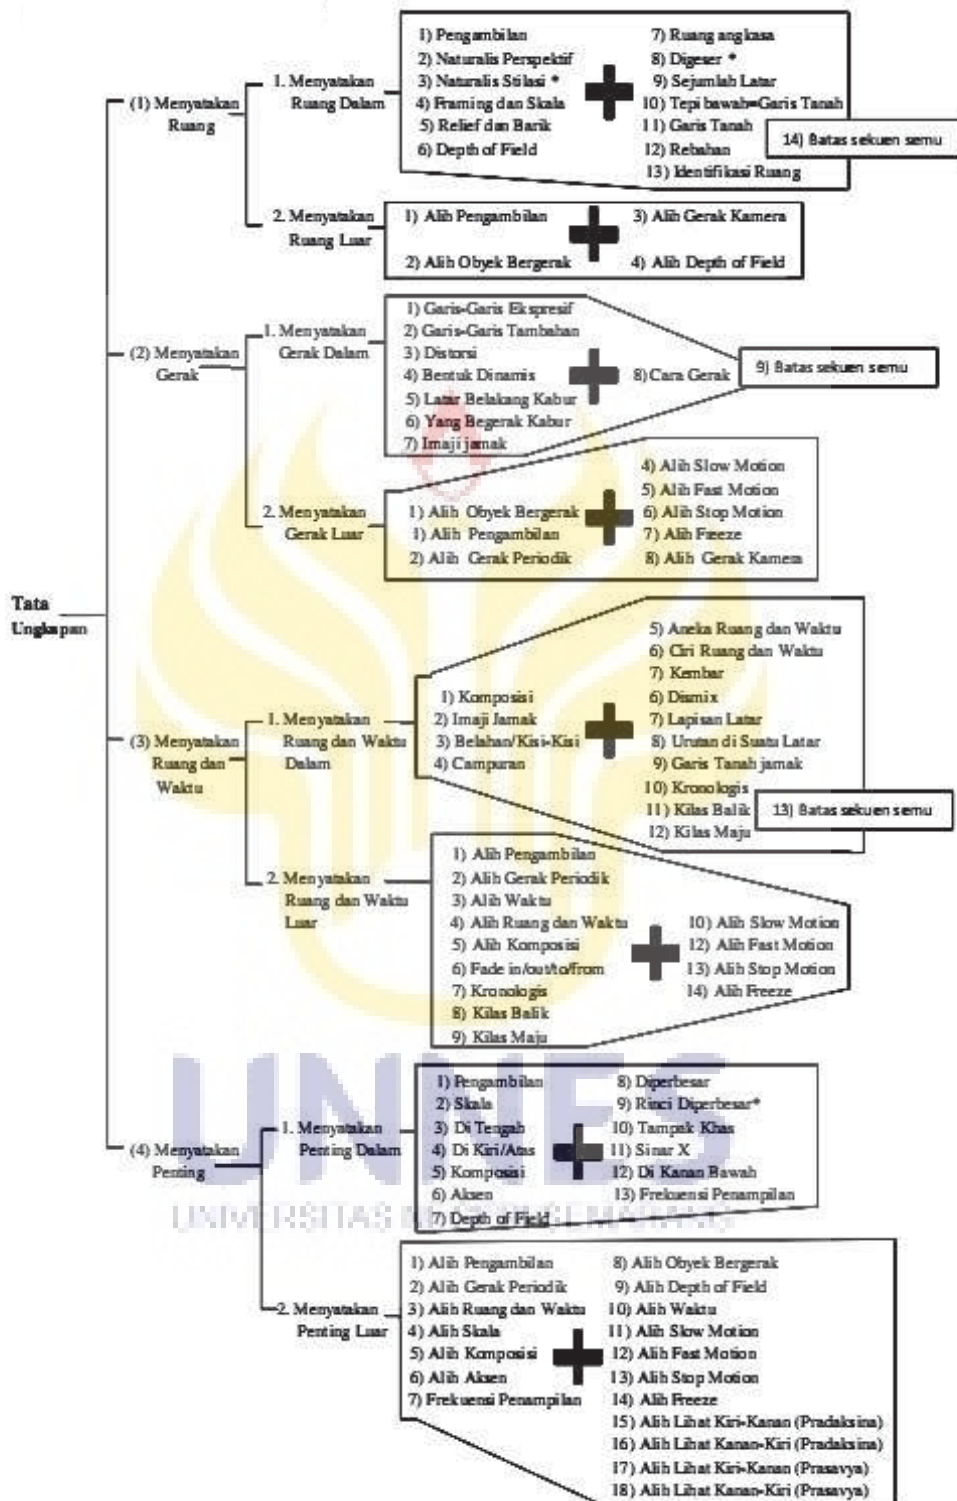 Tata
Ungkapan
(1) Menyatakan
Ruang
1. Menyatakan
Ruang Dalam
1) Pengambilan
2) Naturalis Perspektif
3) Naturalis Stilasi *
4) Framing dan Skala
5) Relief dan Barik
6) Depth of Field
7) Ruang angkasa
8) Digeser *
9) Sejumlah Latar
10) Tepi bawah=Garis Tanah
11) Garis Tanah
12) Rebahan
13) Identifikasi Ruang
14) Batas sekuen semu
2. Menyatakan
Ruang Luar
1) Alih Pengambilan
2) Alih Obyek Bergerak
3) Alih Gerak Kamera
4) Alih Depth of Field
(2) Menyatakan
Gerak
1. Menyatakan
Gerak Dalam
1) Garis-Garis Ekspresif
2) Garis-Garis Tambahan
3) Distorsi
4) Bentuk Dinamis
5) Latar Belakang Kabur
6) Yang Begerak Kabur
7) Imaji jamak
8) Cara Gerak
9) Batas sekuen semu
2. Menyatakan
Gerak Luar
1) Alih Obyek Bergerak
1) Alih Pengambilan
2) Alih Gerak Periodik
4) Alih Slow Motion
5) Alih Fast Motion
6) Alih Stop Motion
7) Alih Freeze
8) Alih Gerak Kamera
(3) Menyatakan
Ruang dan
Waktu
1. Menyatakan
Ruang dan Waktu
Dalam
1) Komposisi
2) Imaji Jamak
3) Belahan/Kisi-Kisi
4) Campuran
5) Aneka Ruang dan Waktu
6) Ciri Ruang dan Waktu
7) Kembar
6) Dismix
7) Lapisan Latar
8) Urutan di Suatu Latar
9) Garis Tanah jamak
10) Kronologis
11) Kilas Balik
12) Kilas Maju
13) Batas sekuen semu
2. Menyatakan
Ruang dan Waktu
Luar
1) Alih Pengambilan
2) Alih Gerak Periodik
3) Alih Waktu
4) Alih Ruang dan Waktu
5) Alih Komposisi
6) Fade in/out/to/from
7) Kronologis
8) Kilas Balik
9) Kilas Maju
10) Alih Slow Motion
12) Alih Fast Motion
13) Alih Stop Motion
14) Alih Freeze
(4) Menyatakan
Penting
1. Menyatakan
Penting Dalam
1) Pengambilan
2) Skala
3) Di Tengah
4) Di Kiri/Atas
5) Komposisi
6) Aksen
7) Depth of Field
8) Diperbesar
9) Rinci Diperbesar*
10) Tampak Khas
11) Sinar X
12) Di Kanan Bawah
13) Frekuensi Penampilan
2. Menyatakan
Penting Luar
1) Alih Pengambilan
2) Alih Gerak Periodik
3) Alih Ruang dan Waktu
4) Alih Skala
5) Alih Komposisi
6) Alih Aksen
7) Frekuensi Penampilan
8) Alih Obyek Bergerak
9) Alih Depth of Field
10) Alih Waktu
11) Alih Slow Motion
12) Alih Fast Motion
13) Alih Stop Motion
14) Alih Freeze
15) Alih Lihat Kiri-Kanan (Pradaksina)
16) Alih Lihat Kanan-Kiri (Pradaksina)
17) Alih Lihat Kiri-Kanan (Prasavya)
18) Alih Lihat Kanan-Kiri (Prasavya)
UNNES
UNIVERSITAS SEMARANG